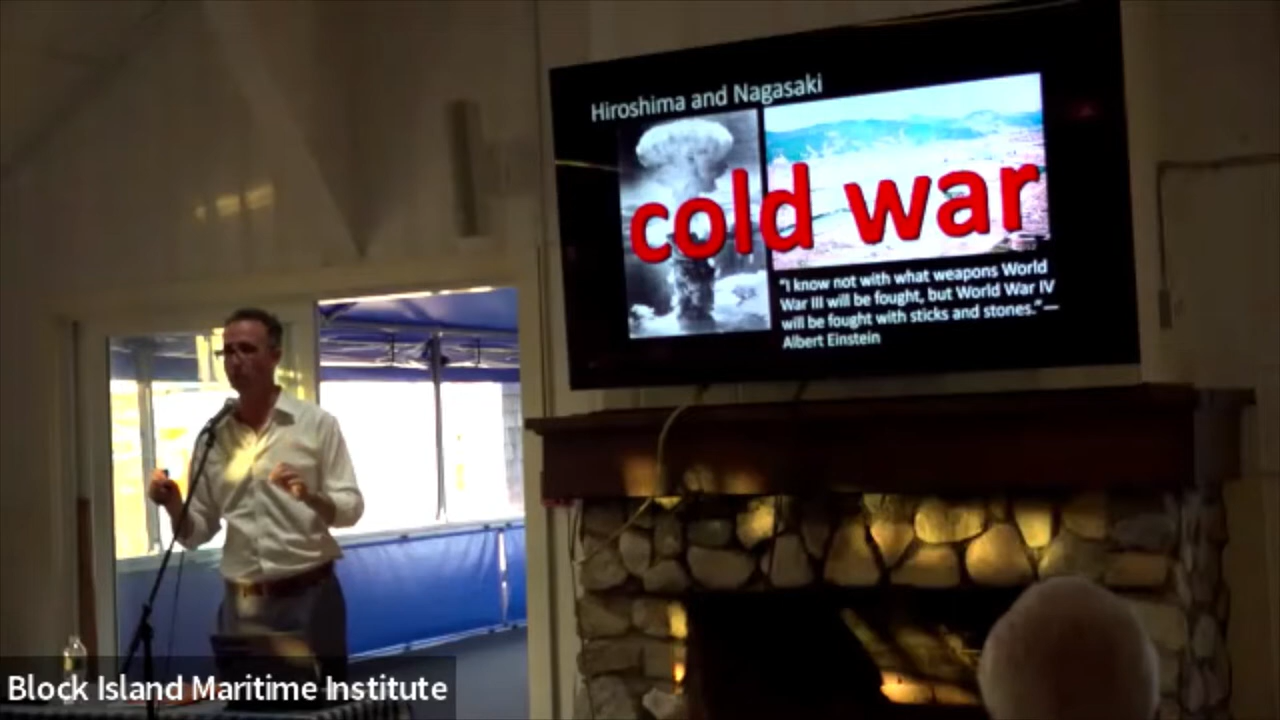 Hiroshima and Nagasaki
cold war
“I know not with what weapons World
War III will be fought, but World War IV
will be fought with sticks and stones.”—
Albert Einstein
Block Island Maritime Institute